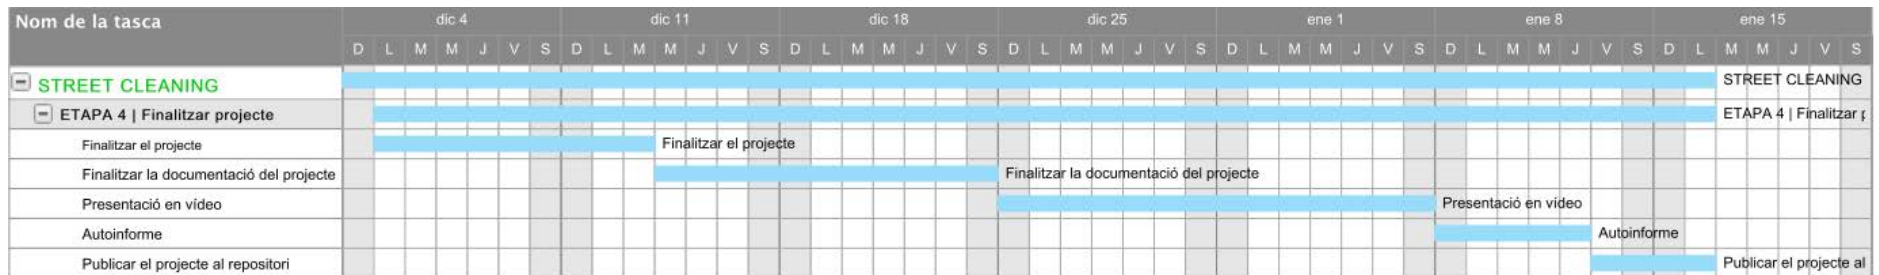 Nom de la tasca dic 4 dic 11 dic 18 dic 25 ene 1 ene 8 ene 15
D L M M J V S D L M M J V S D L M M J V S D L M M J V S D L M M J V S D L M M J V S D L M M J V S
STREET CLEANING STREET CLEANING
ETAPA 4 | Finalitzar projecte ETAPA 4 | Finalitzar p
Finalitzar el projecte Finalitzar el projecte
Finalitzar la documentació del projecte Finalitzar la documentació del projecte
Presentació en vídeo Presentació en vídeo
Autoinforme Autoinforme
Publicar el projecte al repositori Publicar el projecte al